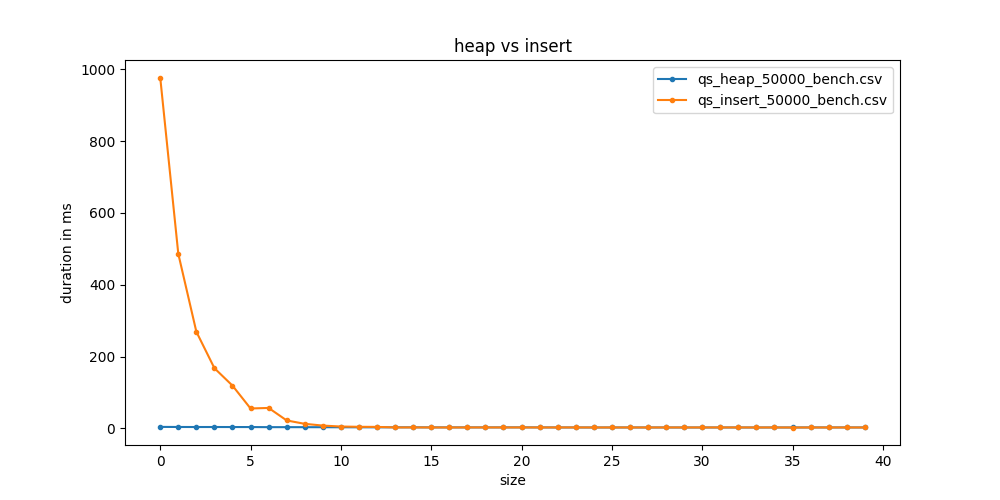 heap vs insert
qs_heap_50000_bench.csv
qs_insert_50000_bench.csv
duration in ms
1000
800
600
400
200
0
0 5 10 15 20 25 30 35 40
size